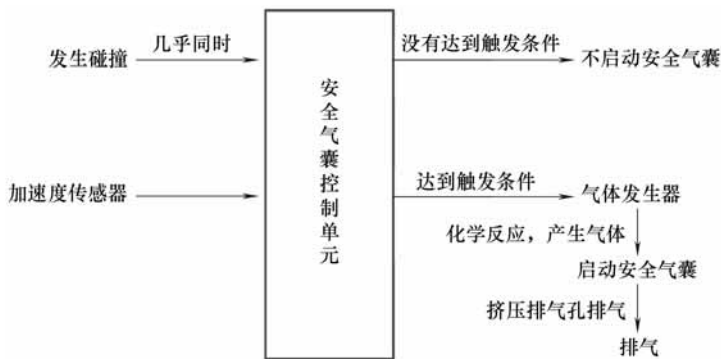 发生碰撞
几乎同时
安全气囊控制单元
没有达到触发条件
不启动安全气囊
加速度传感器
达到触发条件
气体发生器
化学反应，产生气体
启动安全气囊
挤压排气孔排气
排气